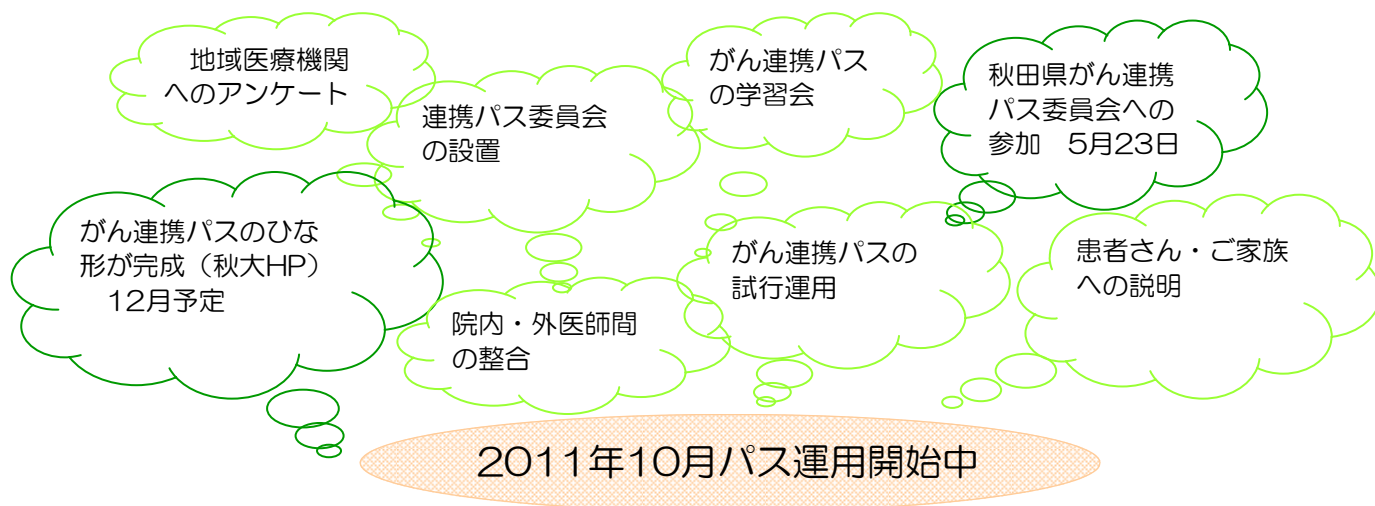 地域医療機関
へのアンケート
連携パス委員会
の設置
がん連携パス
の学習会
秋田県がん連携
パス委員会への
参加 5月23日
がん連携パスのひな
形が完成(秋大HP)
12月予定
院内・外医師間
の整合
がん連携パスの
試行運用
患者さん・ご家族
への説明
2011年10月パス運用開始中